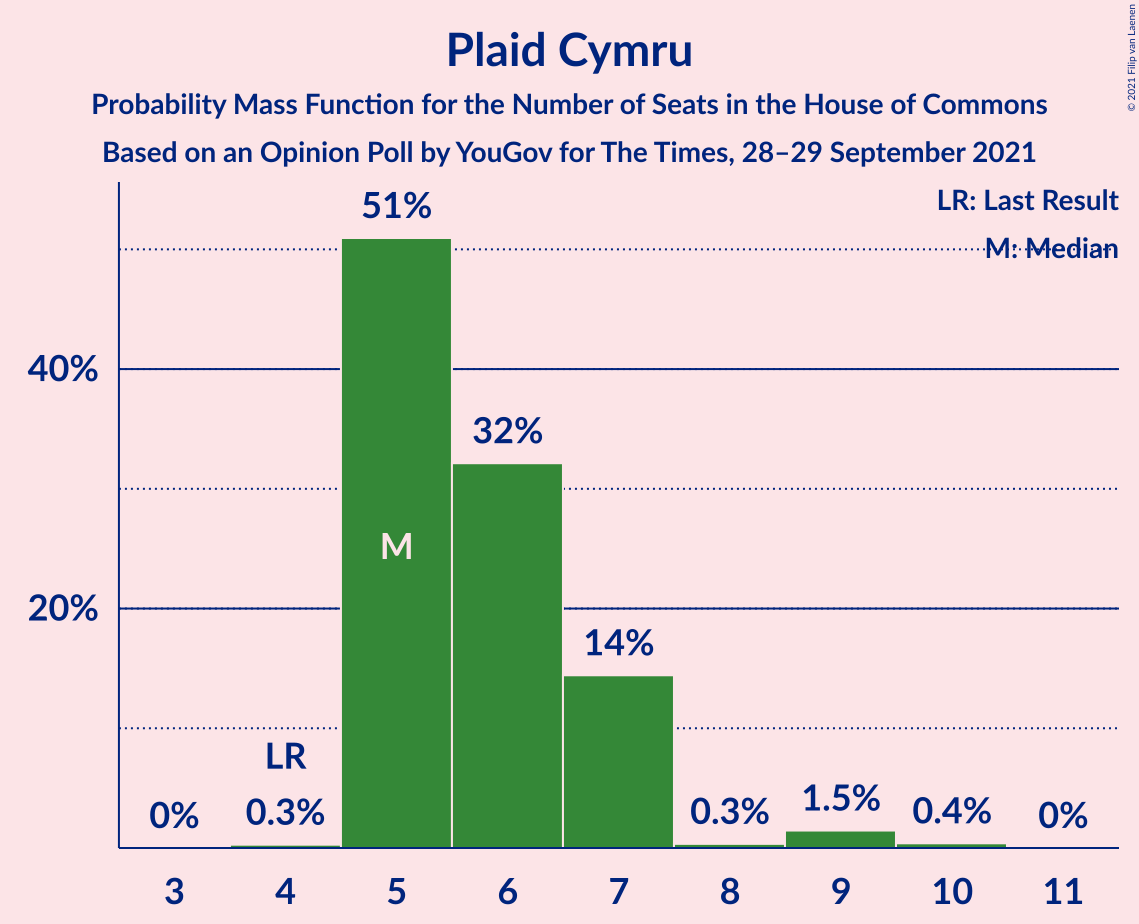 Plaid Cymru
Probability Mass Function for the Number of Seats in the House of Commons
Based on an Opinion Poll by YouGov for The Times, 28–29 September 2021
© 2021 Filip van Laenen
LR: Last Result
M: Median
51%
40%
32%
M
20%
14%
LR
0%
0.3%
0.3%
1.5%
0.4%
0%
3 4 5 6 7 8 9 10 11